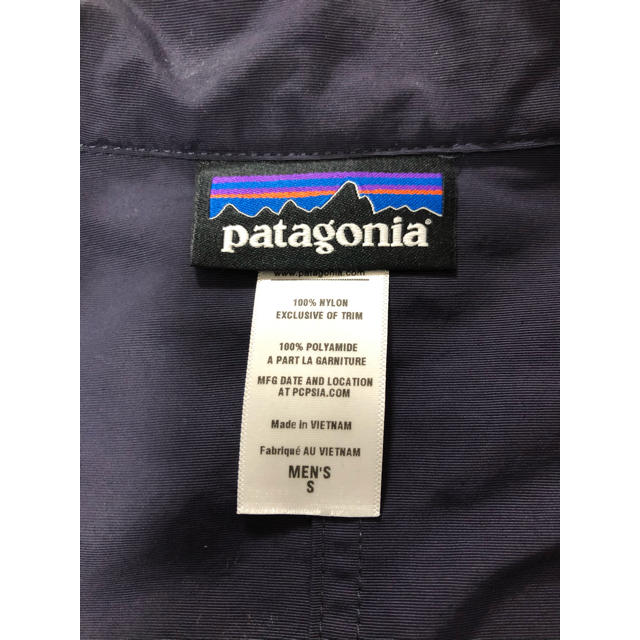 patagonia®
www.patagonia.com
100% NYLON
EXCLUSIVE OF TRIM
100% POLYAMIDE
A PART LA GARNITURE
MFG DATE AND LOCATION
AT PCPSIA.COM
Made in VIETNAM
Fabriqué AU VIETNAM
MEN'S
S